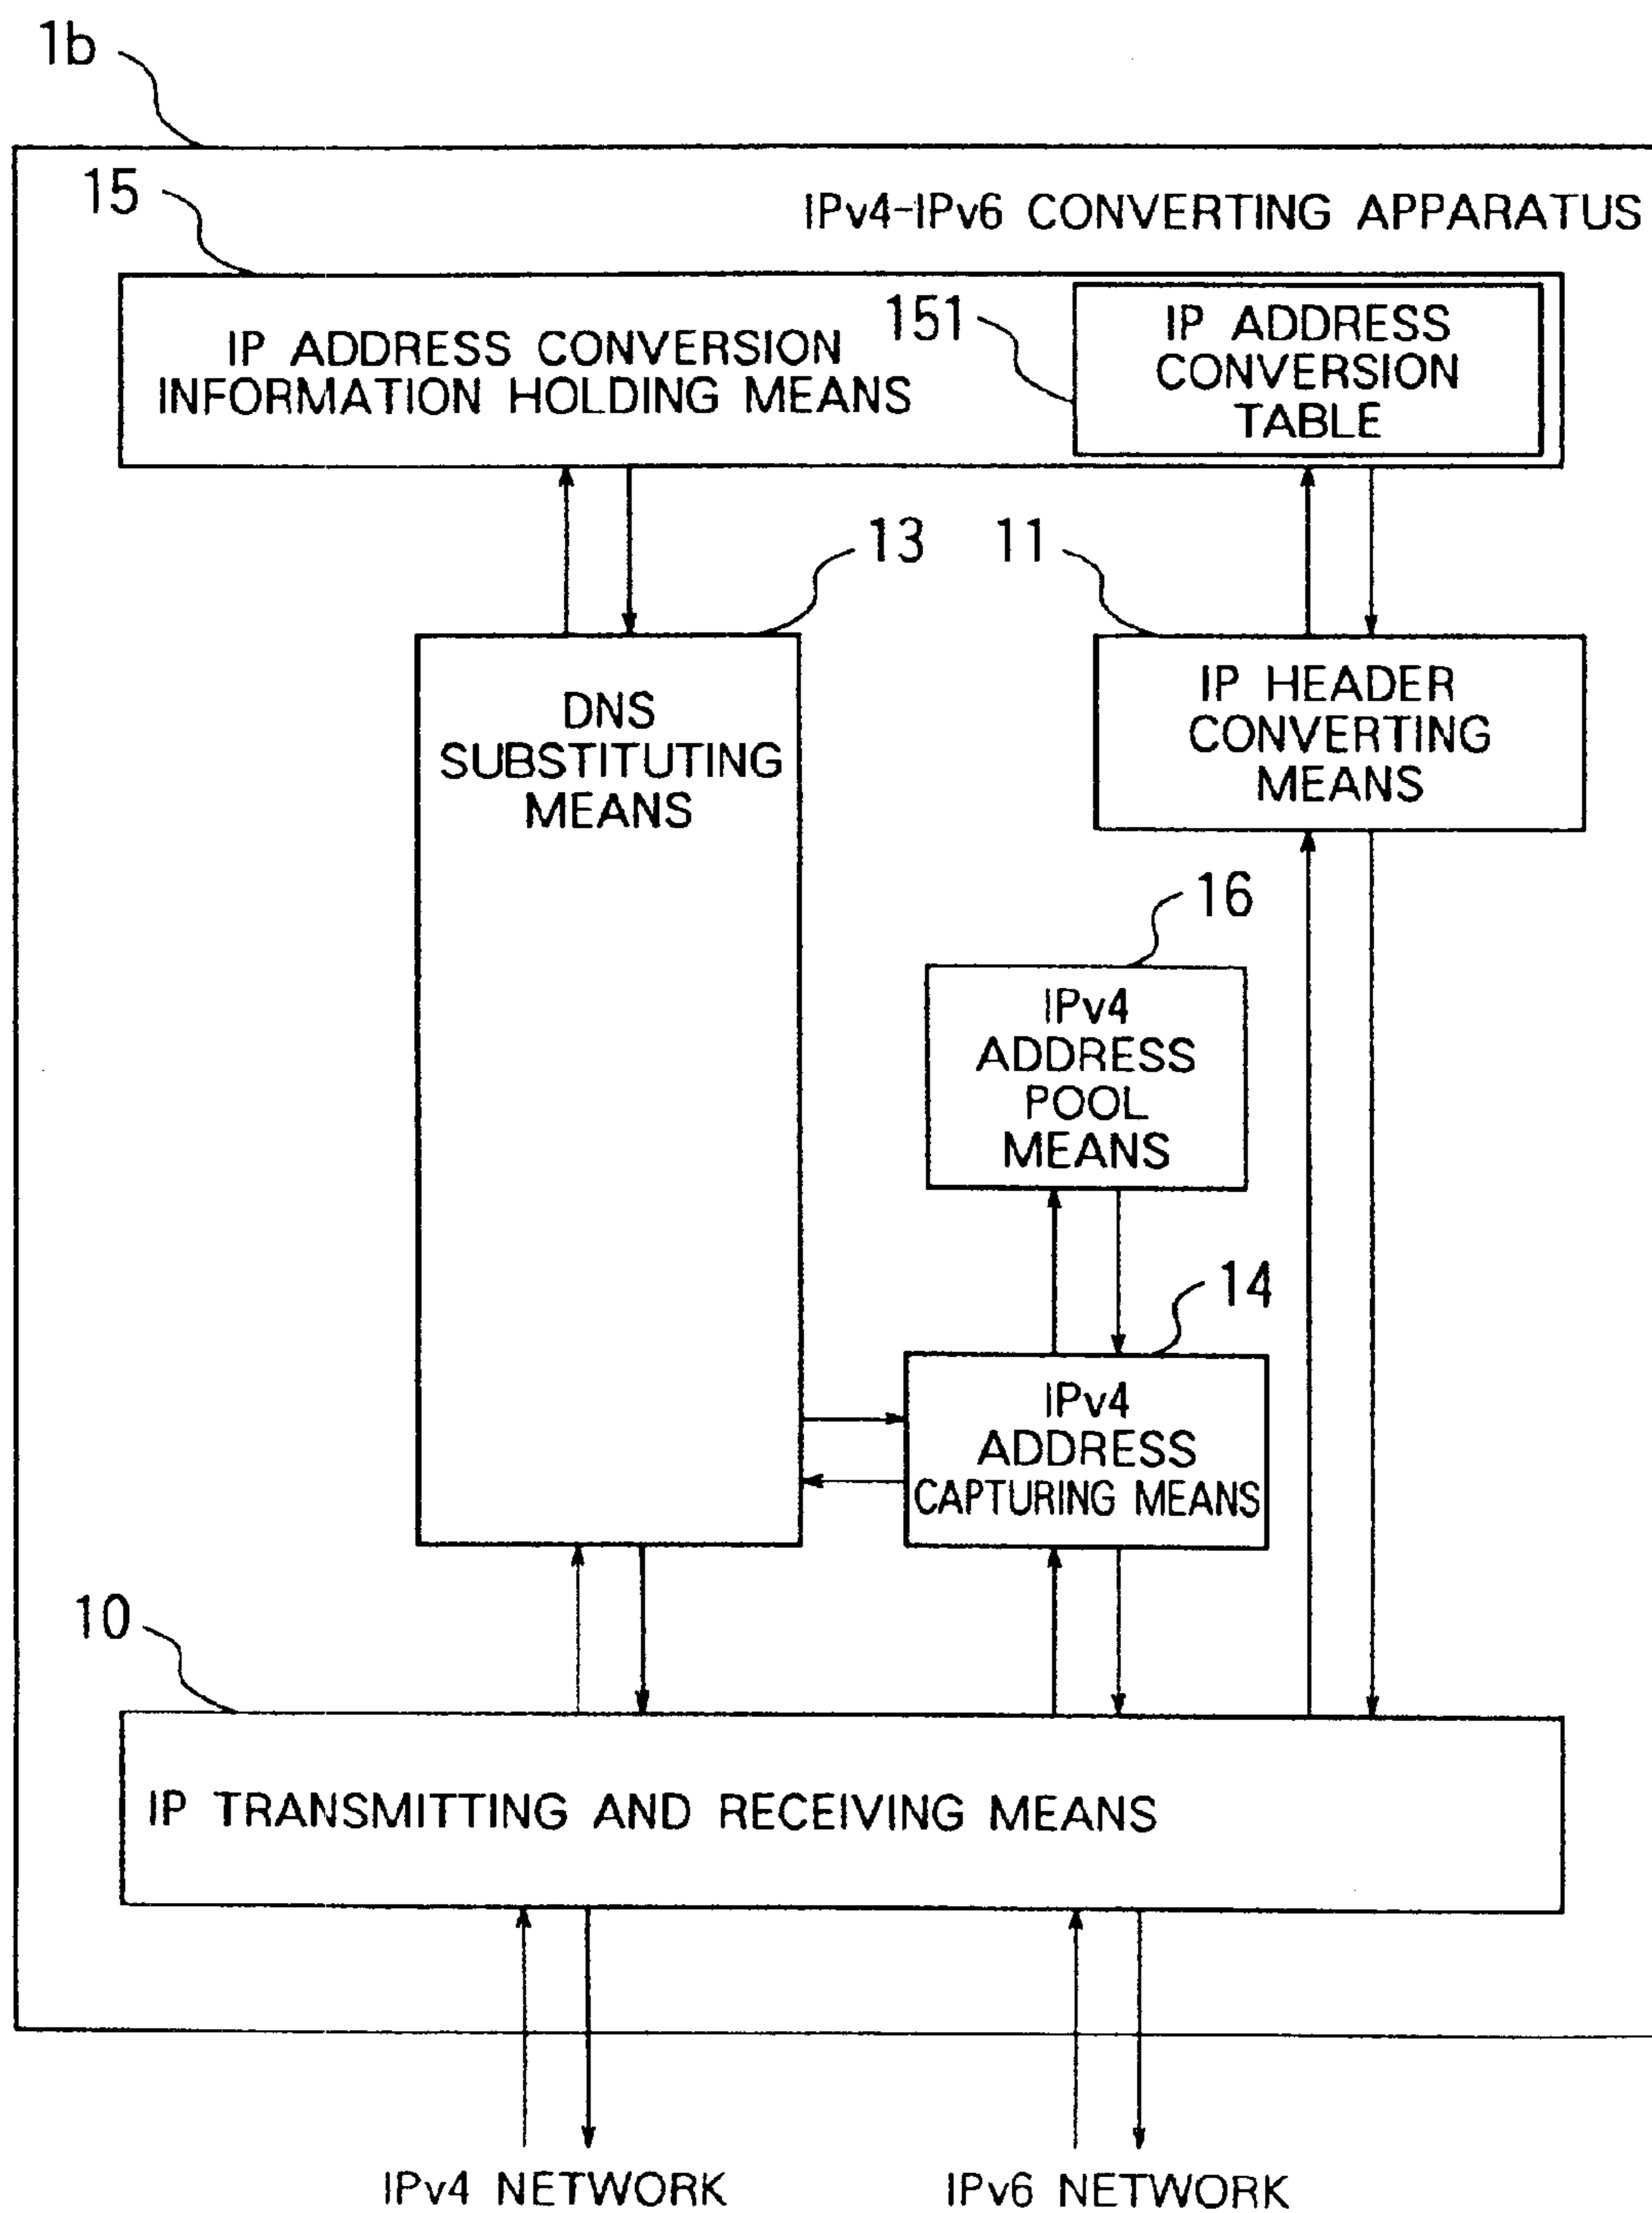 1b
15
IPv4-IPv6 CONVERTING APPARATUS
IP ADDRESS CONVERSION
INFORMATION HOLDING MEANS
151
IP ADDRESS
CONVERSION
TABLE
13
11
DNS
SUBSTITUTING
MEANS
IP HEADER
CONVERTING
MEANS
16
IPv4
ADDRESS
POOL
MEANS
14
IPv4
ADDRESS
CAPTURING MEANS
10
IP TRANSMITTING AND RECEIVING MEANS
IPv4 NETWORK
IPv6 NETWORK